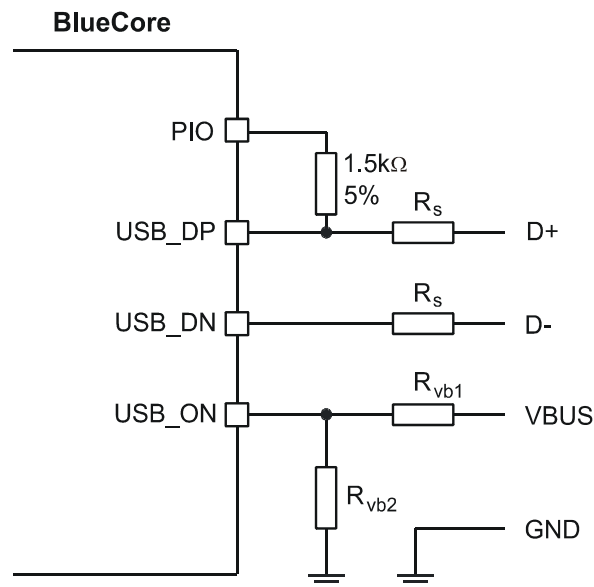 BlueCore
PIO
1.5kΩ
5%
USB_DP
Rs
D+
USB_DN
Rs
D-
USB_ON
Rvb1
VBUS
Rvb2
GND